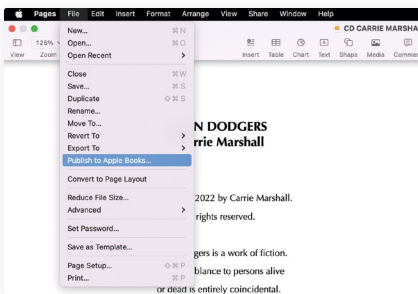 Pages File Edit Insert Format Arrange View Share Window Help
CD CARRIE MARSHA
125%
View Zoom
Insert Table Chart Text Shape Media Commen
New... ⌘ N
Open... ⌘ O
Open Recent >
Close ⌘ W
Save... ⌘ S
Duplicate ⇧ ⌘ S
Rename...
Move To...
Revert To >
Export To >
Publish to Apple Books...
Convert to Page Layout
Reduce File Size...
Advanced >
Set Password...
Save as Template...
Page Setup... ⇧ ⌘ P
Print... ⌘ P
N DODGERS
rrie Marshall
2022 by Carrie Marshall.
rights reserved.
gers is a work of fiction.
blance to persons alive
or dead is entirely coincidental.